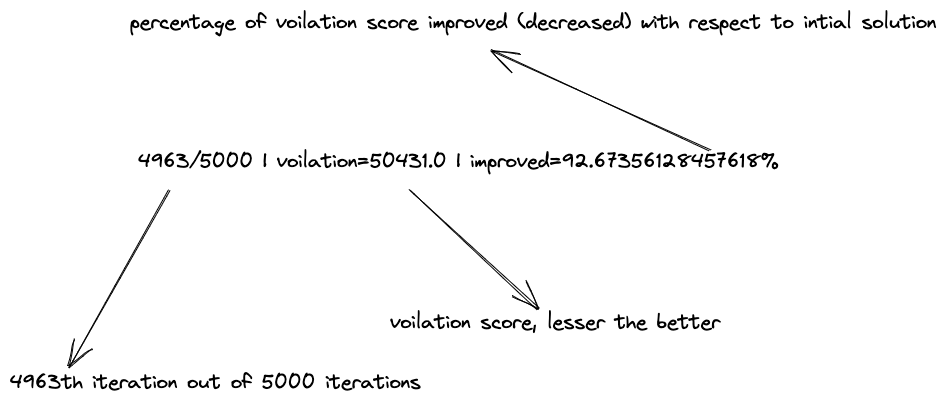 percentage of voilation score improved (decreased) with respect to intial solution
4963/5000 | voilation=50431.0 | improved=92.67356128457618%
voilation score, lesser the better
4963th iteration out of 5000 iterations